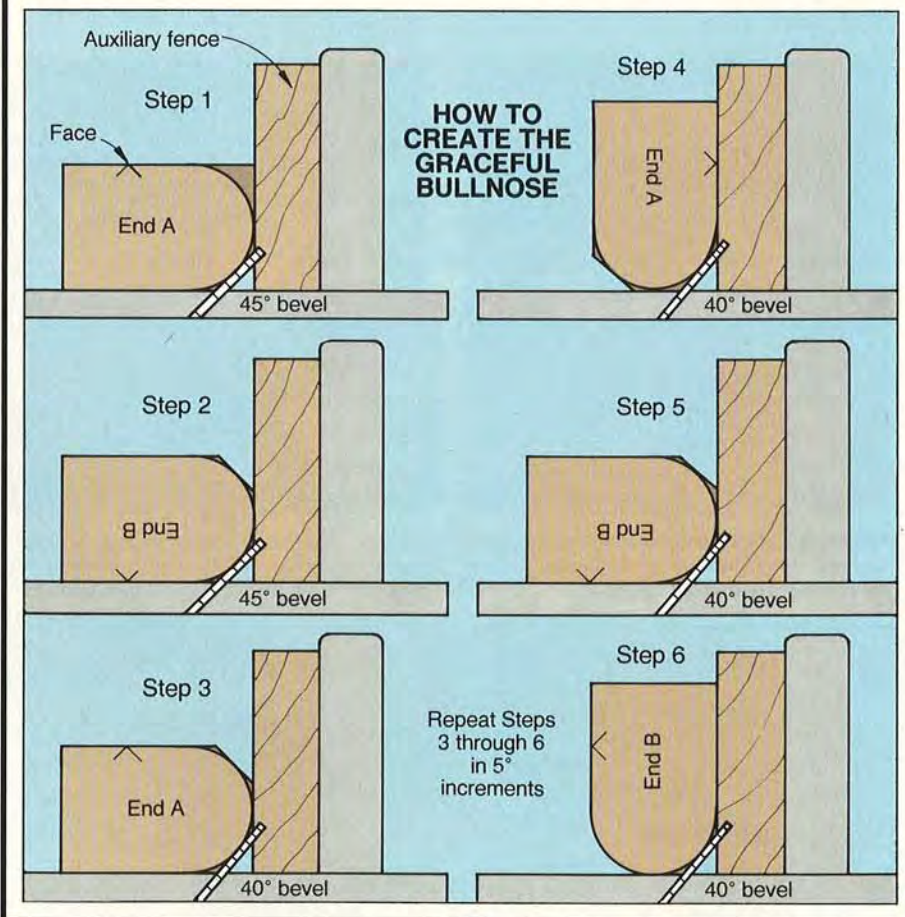 Auxiliary fence
Step 1
Face
End A
45° bevel
HOW TO
CREATE THE
GRACEFUL
BULLNOSE
Step 4
End A
40° bevel
Step 2
End B
45° bevel
Step 5
End B
40° bevel
Step 3
End A
40° bevel
Repeat Steps
3 through 6
in 5°
increments
Step 6
End B
40° bevel